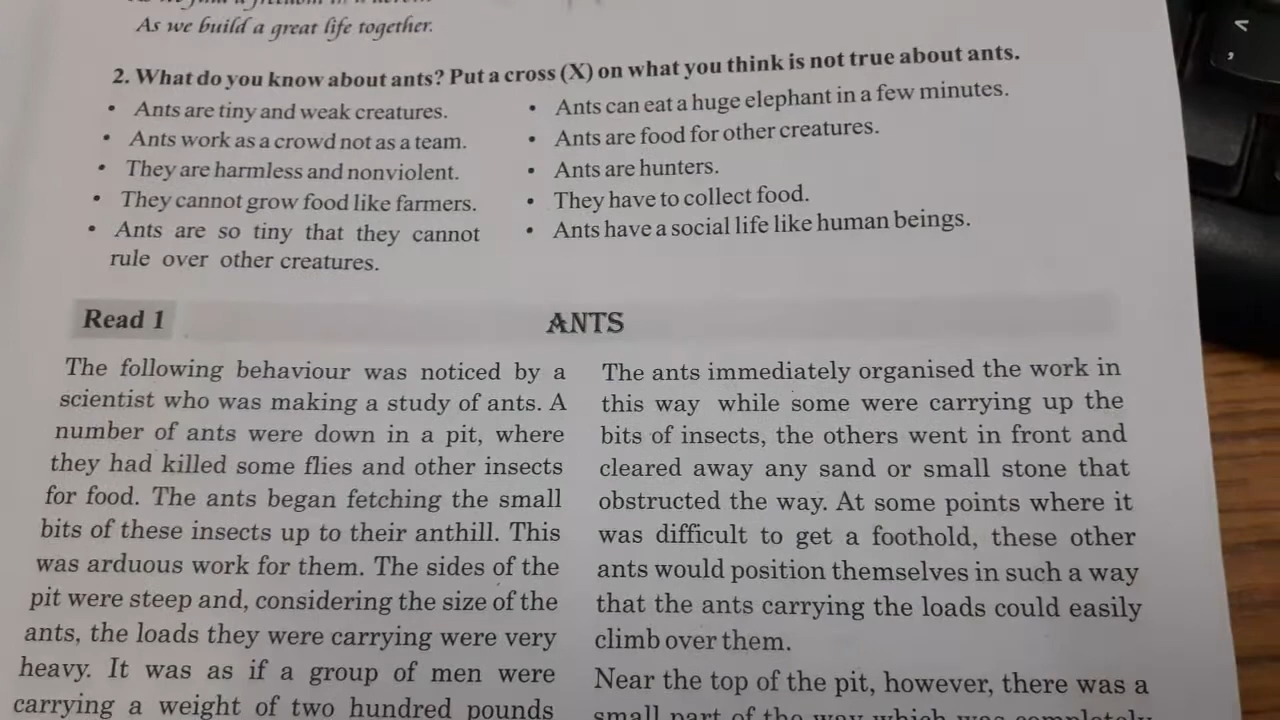 As we build a great life together.
2. What do you know about ants? Put a cross (X) on what you think is not true about ants.
• Ants are tiny and weak creatures.
• Ants work as a crowd not as a team.
• They are harmless and nonviolent.
• They cannot grow food like farmers.
• Ants are so tiny that they cannot
rule over other creatures.
• Ants can eat a huge elephant in a few minutes.
• Ants are food for other creatures.
• Ants are hunters.
• They have to collect food.
• Ants have a social life like human beings.
Read 1
ANTS
The following behaviour was noticed by a
scientist who was making a study of ants. A
number of ants were down in a pit, where
they had killed some flies and other insects
for food. The ants began fetching the small
bits of these insects up to their anthill. This
was arduous work for them. The sides of the
pit were steep and, considering the size of the
ants, the loads they were carrying were very
heavy. It was as if a group of men were
carrying a weight of two hundred pounds
The ants immediately organised the work in
this way while some were carrying up the
bits of insects, the others went in front and
cleared away any sand or small stone that
obstructed the way. At some points where it
was difficult to get a foothold, these other
ants would position themselves in such a way
that the ants carrying the loads could easily
climb over them.
Near the top of the pit, however, there was a
small part of the way which was completely